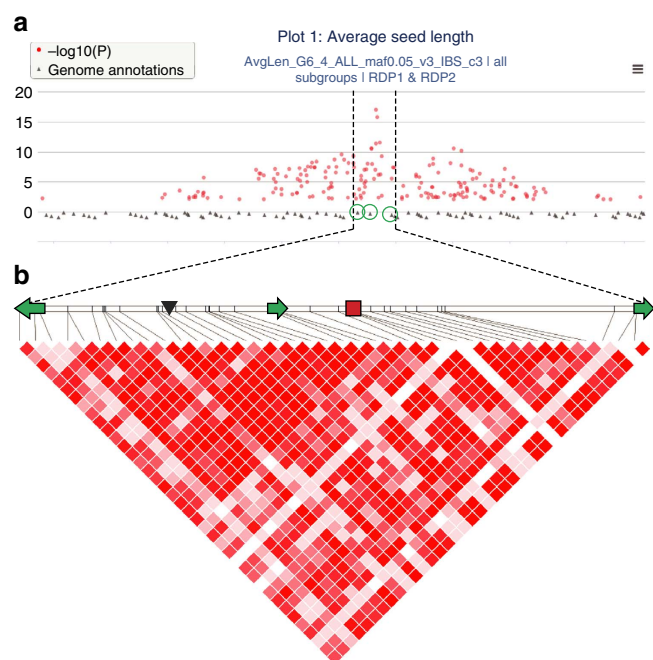 a
−log10(P)
Genome annotations
Plot 1: Average seed length
AvgLen_G6_4_ALL_maf0.05_v3_IBS_c3 | all
subgroups | RDP1 & RDP2
20
15
10
5
0
b